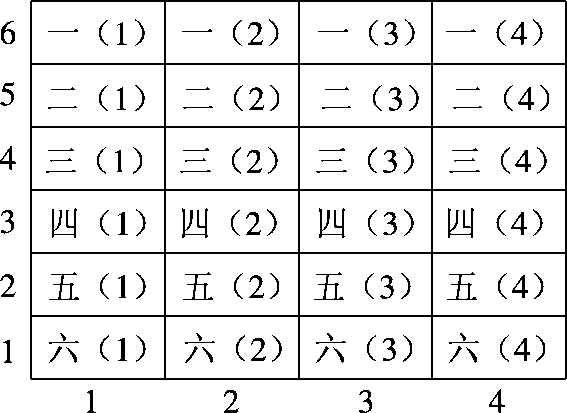 6 一（1） 一（2） 一（3） 一（4）
5 二（1） 二（2） 二（3） 二（4）
4 三（1） 三（2） 三（3） 三（4）
3 四（1） 四（2） 四（3） 四（4）
2 五（1） 五（2） 五（3） 五（4）
1 六（1） 六（2） 六（3） 六（4）
1 2 3 4